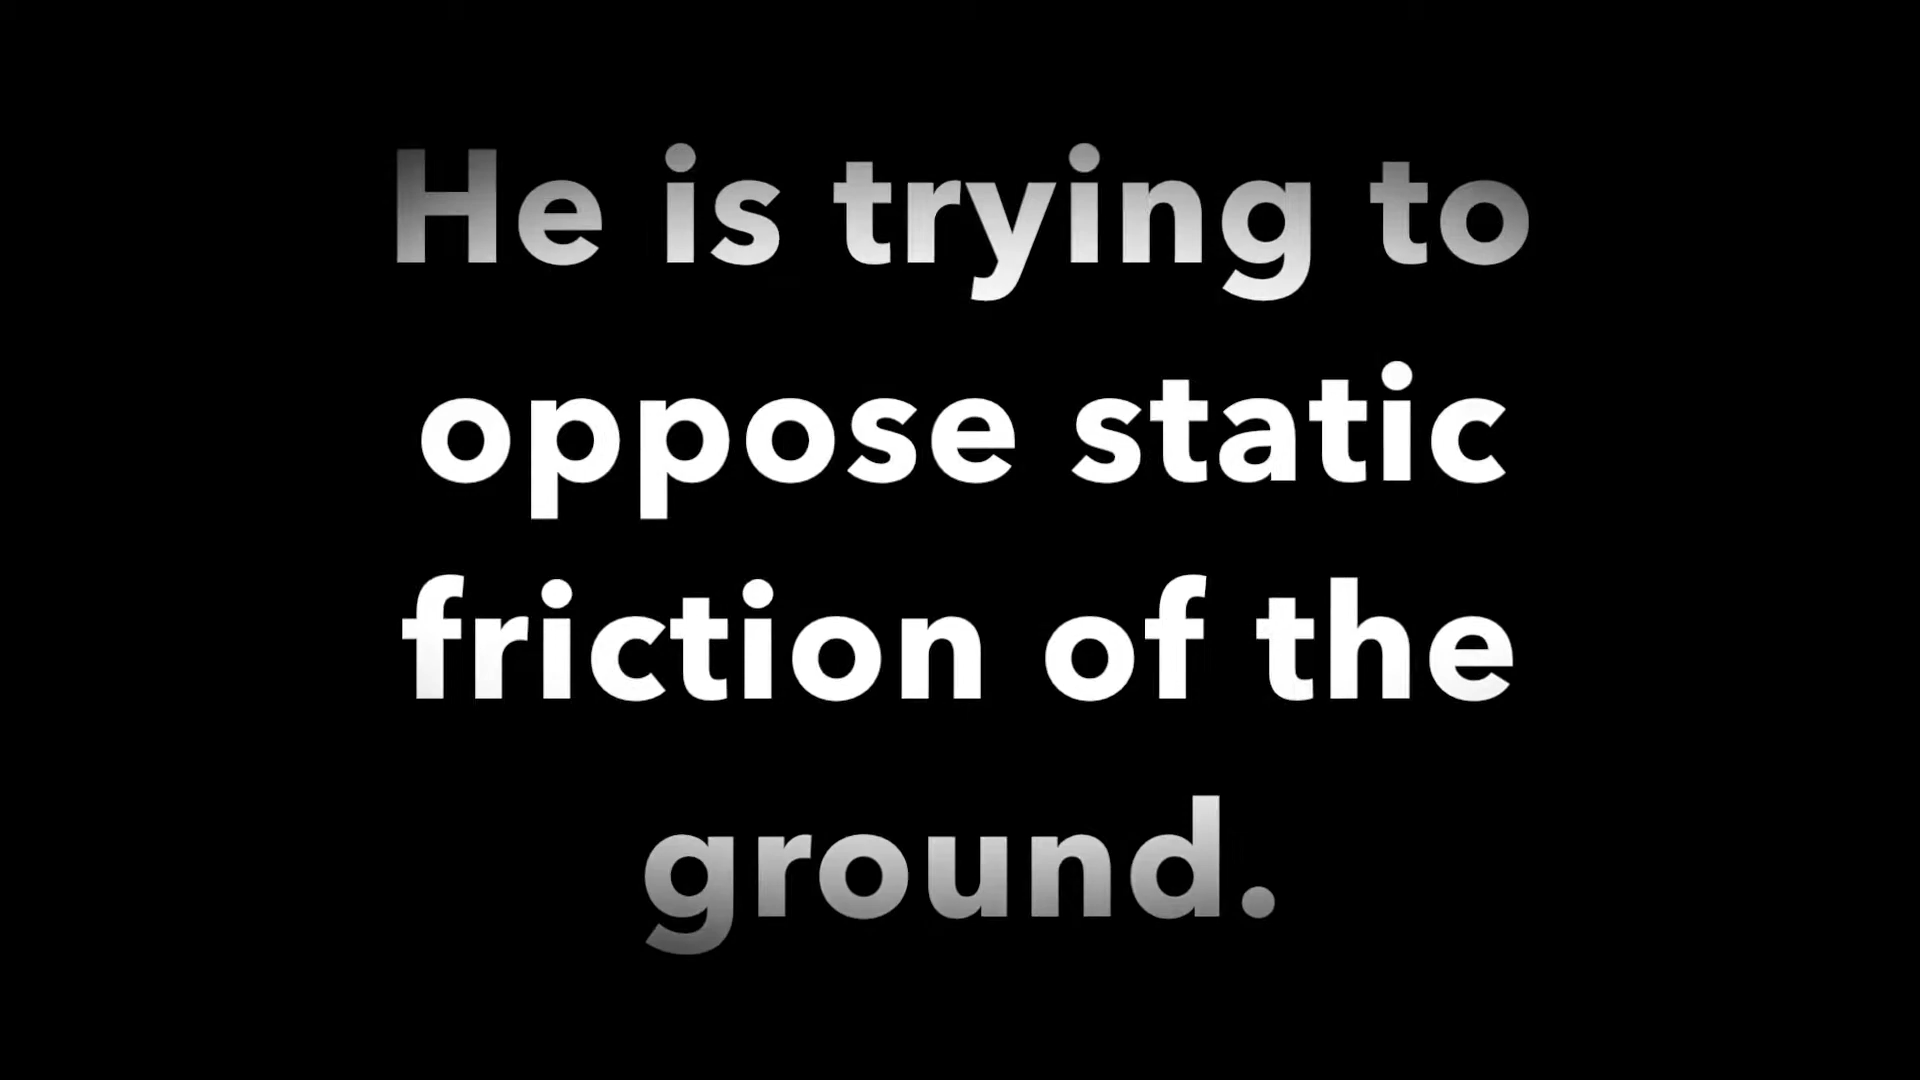 He is trying to
oppose static
friction of the
ground.